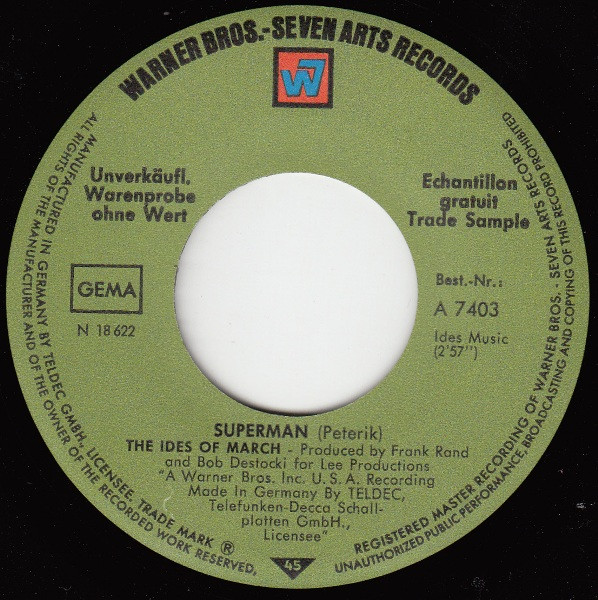 WARNER BROS.-SEVEN ARTS RECORDS
W7
Unverkäufl.
Warenprobe
ohne Wert
Echantillon
gratuit
Trade Sample
GEMA
N 18 622
Best.-Nr.:
A 7403
Ides Music
(2'57")
SUPERMAN (Peterik)
THE IDES OF MARCH - Produced by Frank Rand
and Bob Destocki for Lee Productions
"A Warner Bros. Inc. U. S. A. Recording
Made In Germany By TELDEC,
Telefunken-Decca Schall-
platten GmbH.,
Licensee"
45
MANUFACTURED IN GERMANY BY TELDEC GMBH, LICENSEE, TRADE MARK ®
ALL RIGHTS OF THE MANUFACTURER AND OF THE OWNER OF THE RECORDED WORK RESERVED,
REGISTERED MASTER RECORDING OF WARNER BROS. - SEVEN ARTS RECORDS
UNAUTHORIZED PUBLIC PERFORMANCE, BROADCASTING AND COPYING OF THIS RECORD PROHIBITED